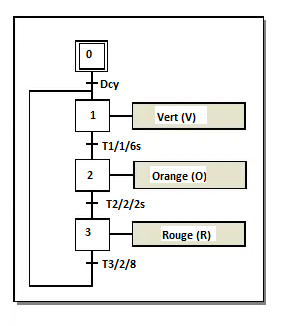 0
Dcy
1 Vert (V)
T1/1/6s
2 Orange (O)
T2/2/2s
3 Rouge (R)
T3/2/8